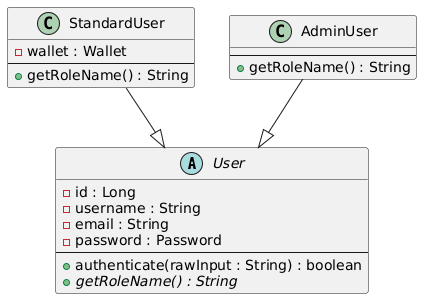 C StandardUser
wallet : Wallet
getRoleName() : String
C AdminUser
getRoleName() : String
A User
id : Long
username : String
email : String
password : Password
authenticate(rawInput : String) : boolean
getRoleName() : String